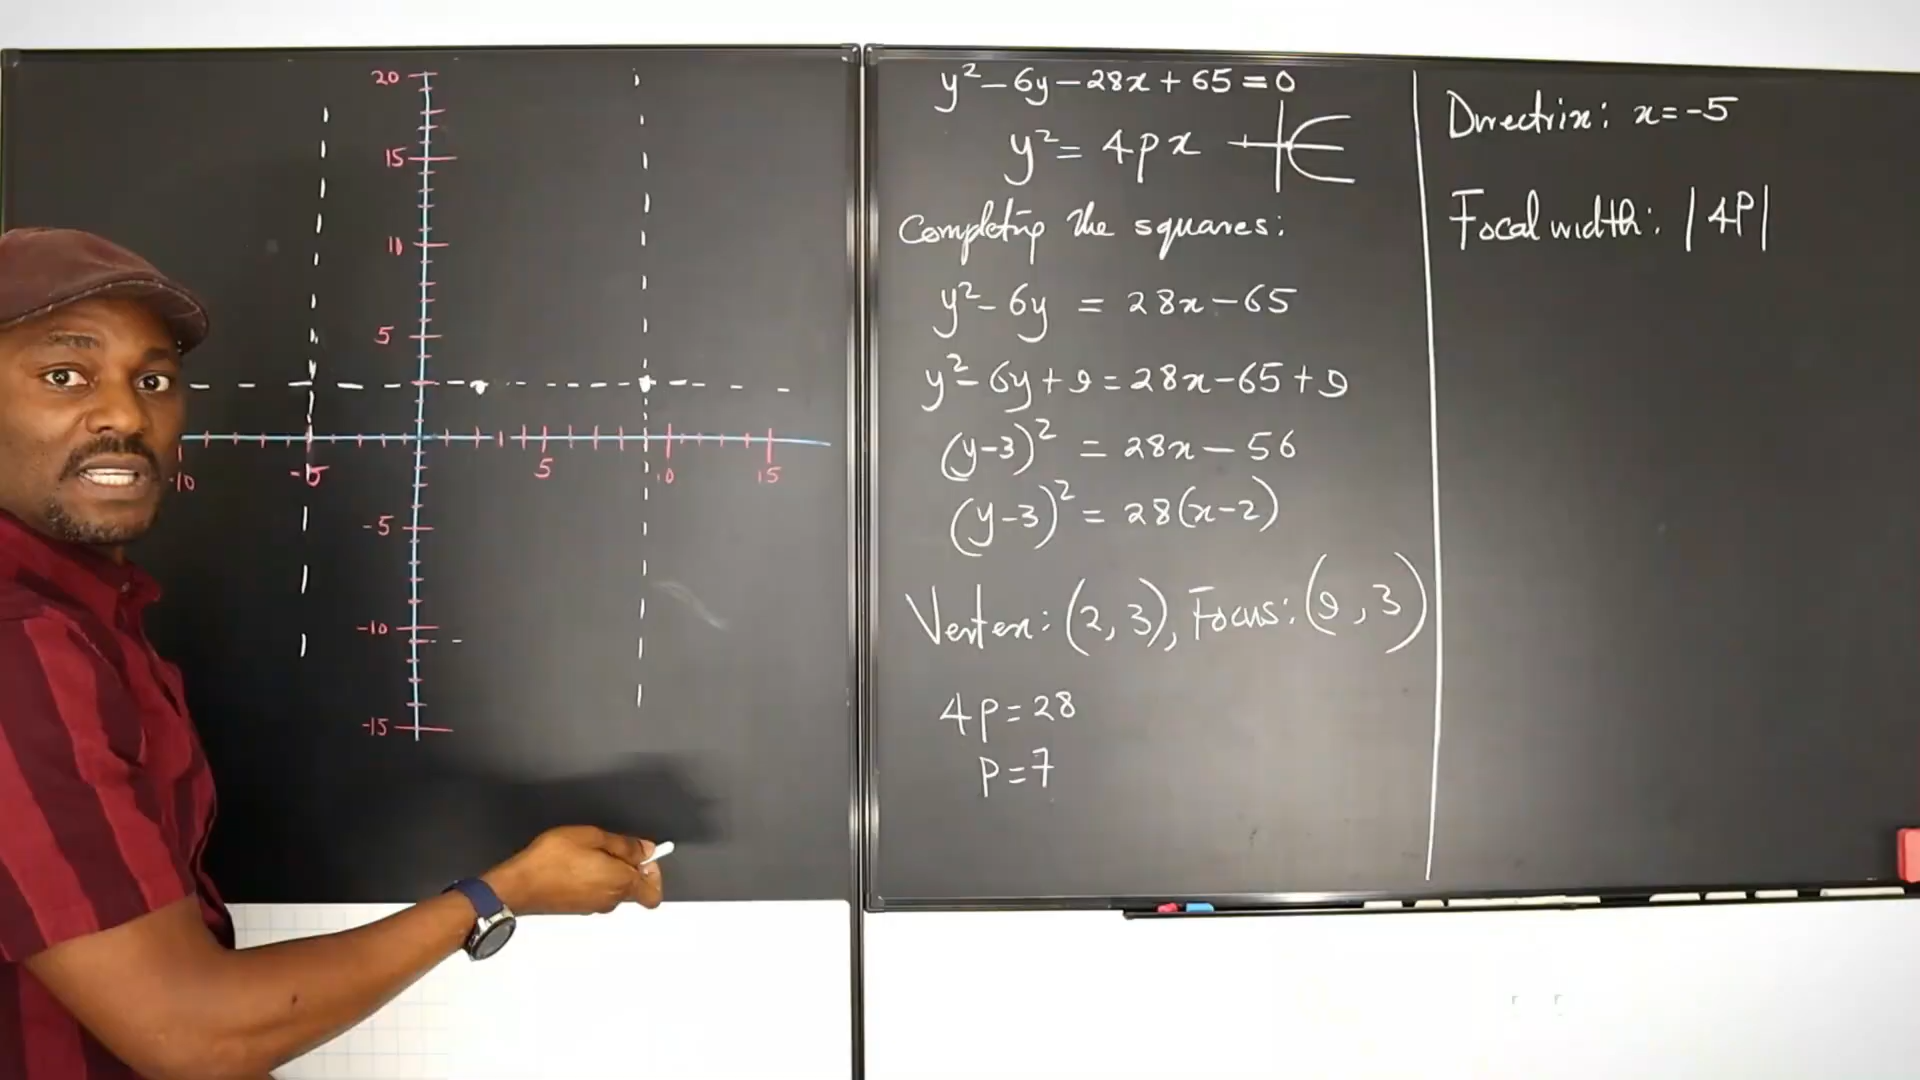 20
15
10
5
-10 -5 5 10 15
-5
-10
-15
y² - 6y - 28x + 65 = 0
y² = 4px
Completing the squares:
y² - 6y = 28x - 65
y² - 6y + 9 = 28x - 65 + 9
(y-3)² = 28x - 56
(y-3)² = 28(x-2)
Vertex: (2, 3), Focus: (9, 3)
4p = 28
p = 7
Directrix: x = -5
Focal width: |4P|